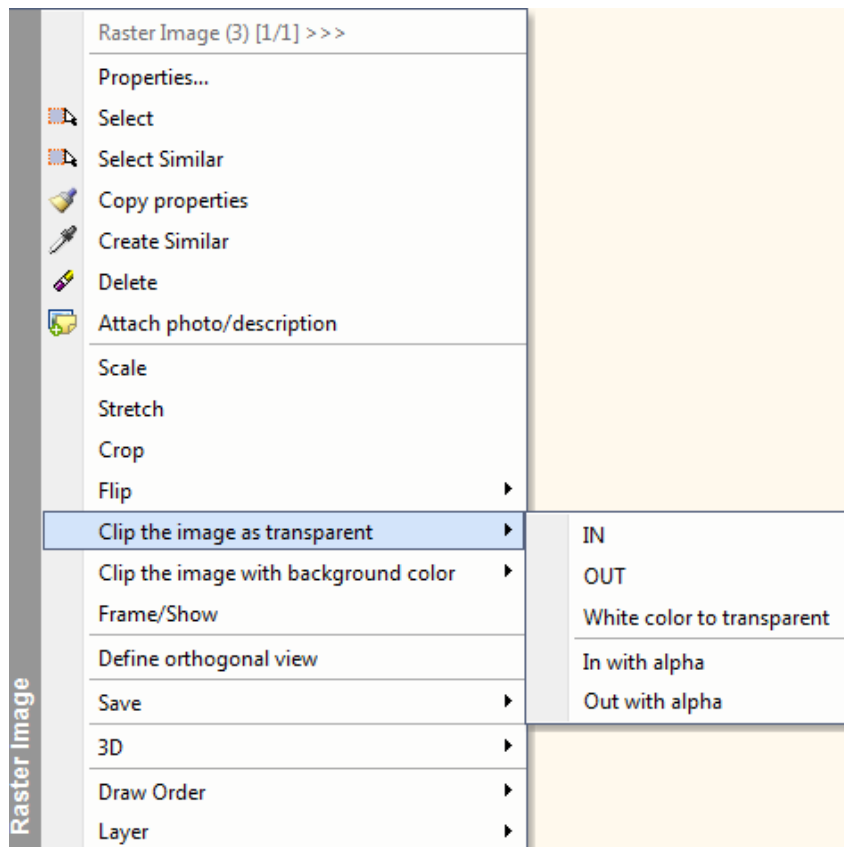 Raster Image (3) [1/1] >>>
Properties...
Select
Select Similar
Copy properties
Create Similar
Delete
Attach photo/description
Scale
Stretch
Crop
Flip
Clip the image as transparent
IN
Clip the image with background color
OUT
Frame/Show
White color to transparent
Define orthogonal view
In with alpha
Save
Out with alpha
3D
Draw Order
Layer
Raster Image